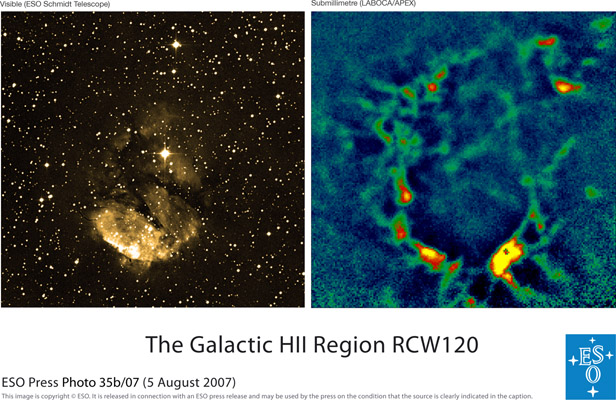 Visible (ESO Schmidt Telescope)
Submillimetre (LABOCA/APEX)
The Galactic HII Region RCW120
ESO Press Photo 35b/07 (5 August 2007)
ES
O
This image is copyright © ESO. It is released in connection with an ESO press release and may be used by the press on the condition that the source is clearly indicated in the caption.